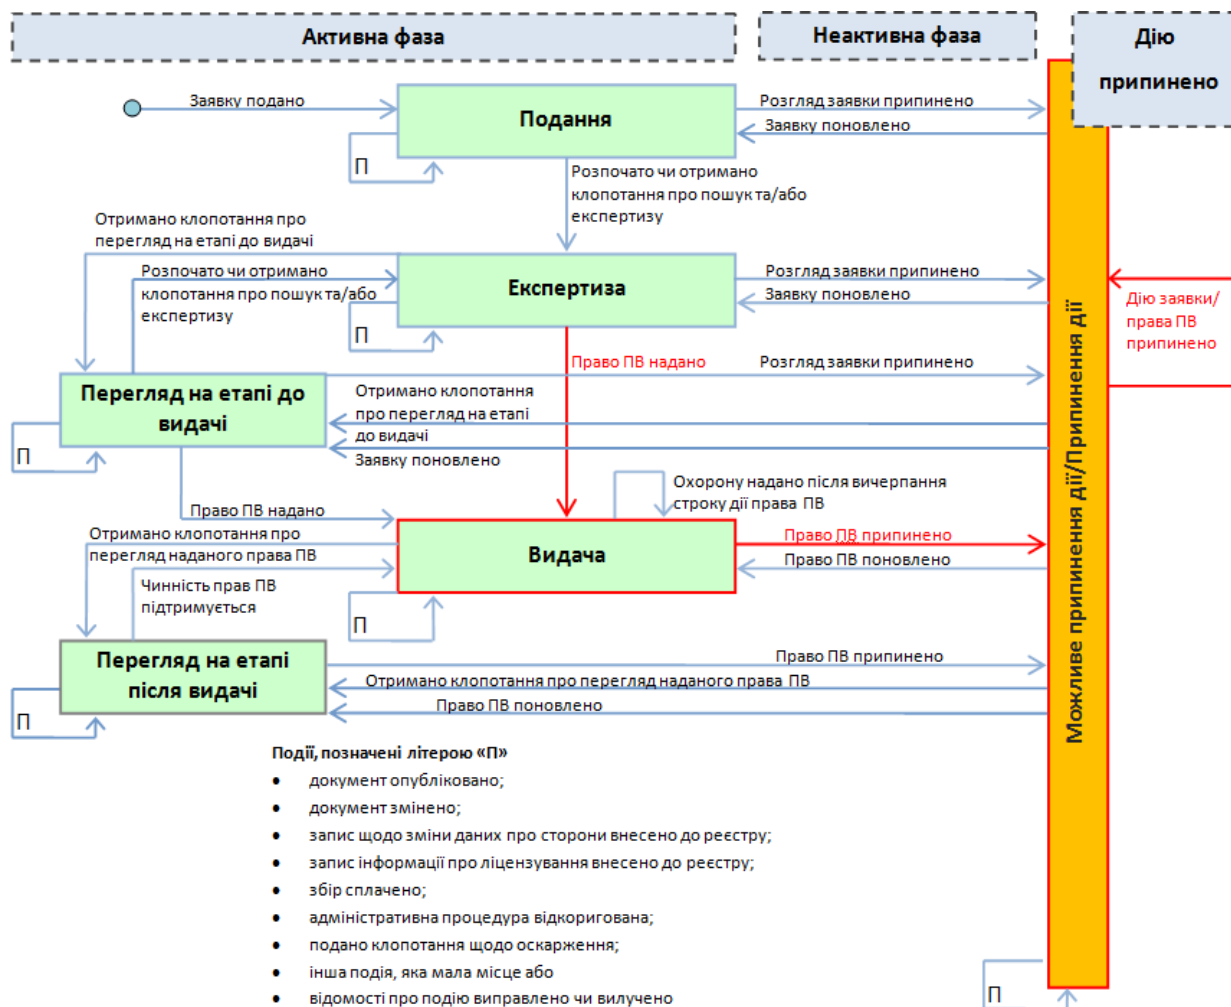 Активна фаза
Неактивна фаза
Дію
припинено
Заявку подано
Подання
Розгляд заявки припинено
Заявку поновлено
П
Розпочато чи отримано
клопотання про пошук та/або
експертизу
Отримано клопотання про
перегляд на етапі до видачі
Розпочато чи отримано
клопотання про пошук та/або
експертизу
Експертиза
Розгляд заявки припинено
Заявку поновлено
П
Дію заявки/
права ПВ
припинено
Право ПВ надано
Розгляд заявки припинено
Перегляд на етапі до
видачі
Отримано клопотання
про перегляд на етапі
до видачі
Заявку поновлено
П
Охорону надано після вичерпання
строку дії права ПВ
Право ПВ надано
Отримано клопотання про
перегляд наданого права ПВ
Видача
Право ПВ припинено
Право ПВ поновлено
Чинність прав ПВ
підтримується
П
Перегляд на етапі
після видачі
Право ПВ припинено
Отримано клопотання про перегляд наданого права ПВ
Право ПВ поновлено
П
Можливе припинення дії/Припинення дії
Події, позначені літерою «П»
• документ опубліковано;
• документ змінено;
• запис щодо зміни даних про сторони внесено до реєстру;
• запис інформації про ліцензування внесено до реєстру;
• збір сплачено;
• адміністративна процедура відкоригована;
• подано клопотання щодо оскарження;
• інша подія, яка мала місце або
• відомості про подію виправлено чи вилучено
П